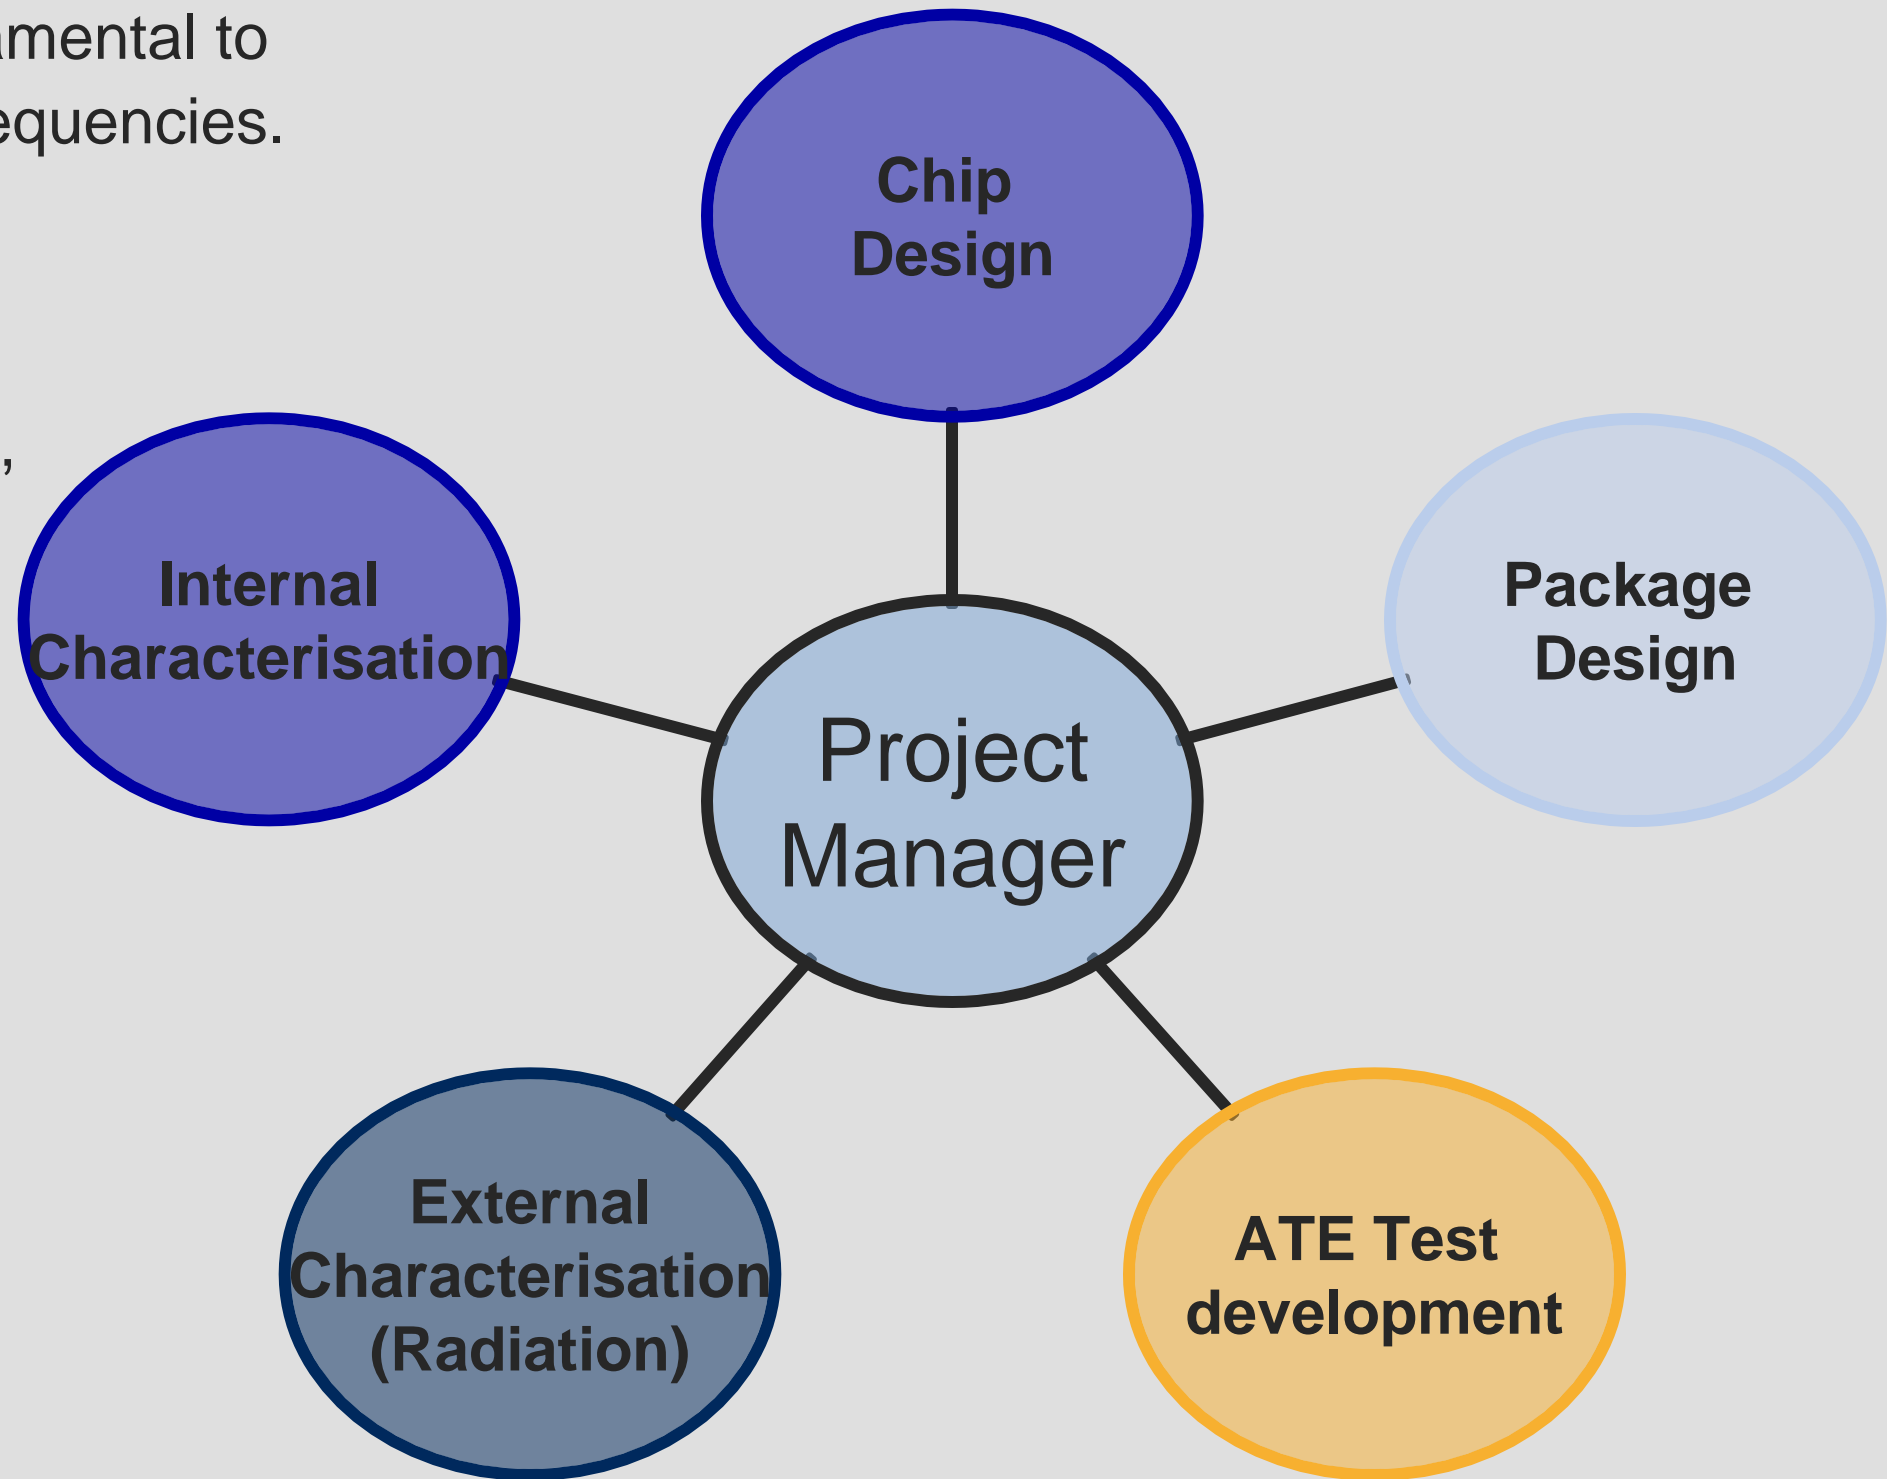 equencies.
Chip
Design
,
Internal
Characterisation
Package
Design
Project
Manager
External
Characterisation
(Radiation)
ATE Test
development
amental to